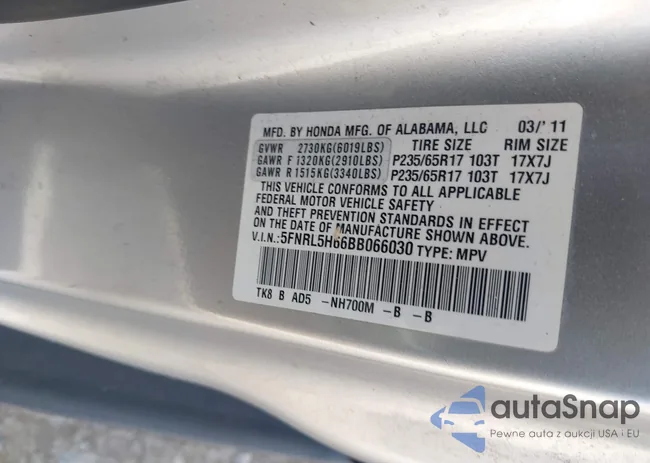 MFD. BY HONDA MFG. OF ALABAMA, LLC 03/'11
GVWR 2730KG(6019LBS) TIRE SIZE RIM SIZE
GAWR F 1320KG(2910LBS) P235/65R17 103T 17X7J
GAWR R 1515KG(3340LBS) P235/65R17 103T 17X7J
THIS VEHICLE CONFORMS TO ALL APPLICABLE
FEDERAL MOTOR VEHICLE SAFETY
AND THEFT PREVENTION STANDARDS IN EFFECT
ON THE DATE OF MANUFACTURE SHOWN ABOVE.
V.I.N.:5FNRL5H66BB066030 TYPE: MPV
TK8 B AD5 -NH700M -B -B
autaSnap
Pewne auta z aukcji USA i EU